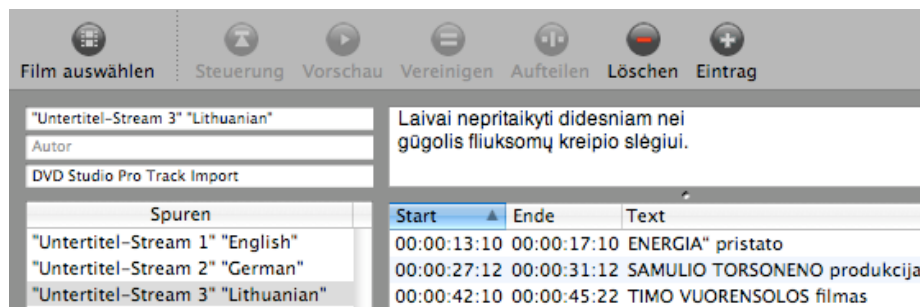 Film auswählen Steuerung Vorschau Vereinigen Aufteilen Löschen Eintrag
"Untertitel-Stream 3" "Lithuanian"
Autor
DVD Studio Pro Track Import
Laivai nepritaikyti didesniam nei
gūgolis fliuksomų kreipio slėgiui.
Spuren
"Untertitel-Stream 1" "English"
"Untertitel-Stream 2" "German"
"Untertitel-Stream 3" "Lithuanian"
Start Ende Text
00:00:13:10 00:00:17:10 ENERGIA" pristato
00:00:27:12 00:00:31:12 SAMULIO TORSONENO produkcija
00:00:42:10 00:00:45:22 TIMO VUORENSOLOS filmas